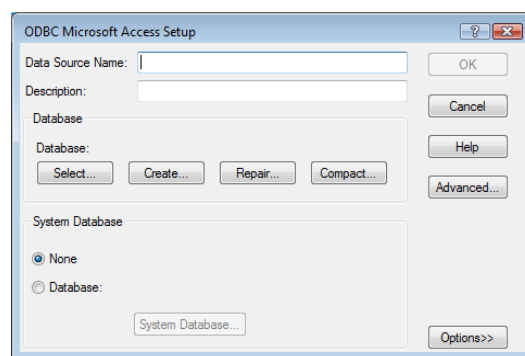 ODBC Microsoft Access Setup
Data Source Name:
OK
Description:
Cancel
Database
Database:
Help
Select... Create... Repair... Compact...
Advanced...
System Database
None
Database:
System Database...
Options>>